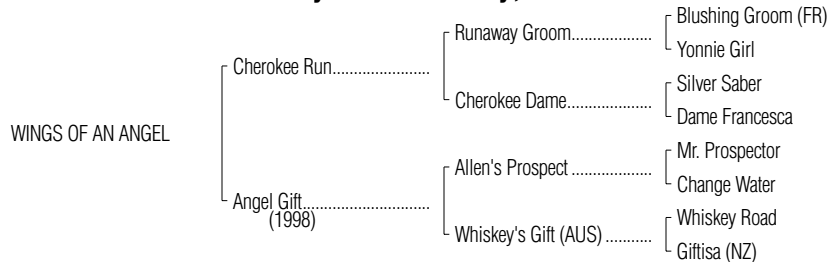 Blushing Groom (FR)
Runaway Groom
Yonnie Girl
Cherokee Run
Silver Saber
Cherokee Dame
Dame Francesca
WINGS OF AN ANGEL
Mr. Prospector
Allen's Prospect
Change Water
Angel Gift
(1998)
Whiskey Road
Whiskey's Gift (AUS)
Giftisa (NZ)